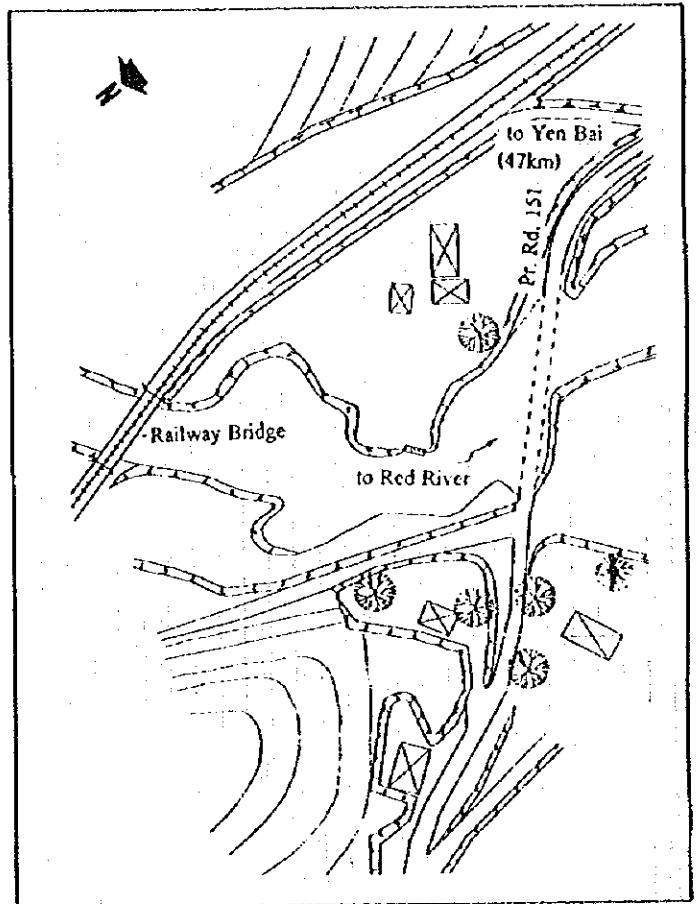 N
to Yen Bai
(47km)
Pr. Rd. 151
Railway Bridge
to Red River